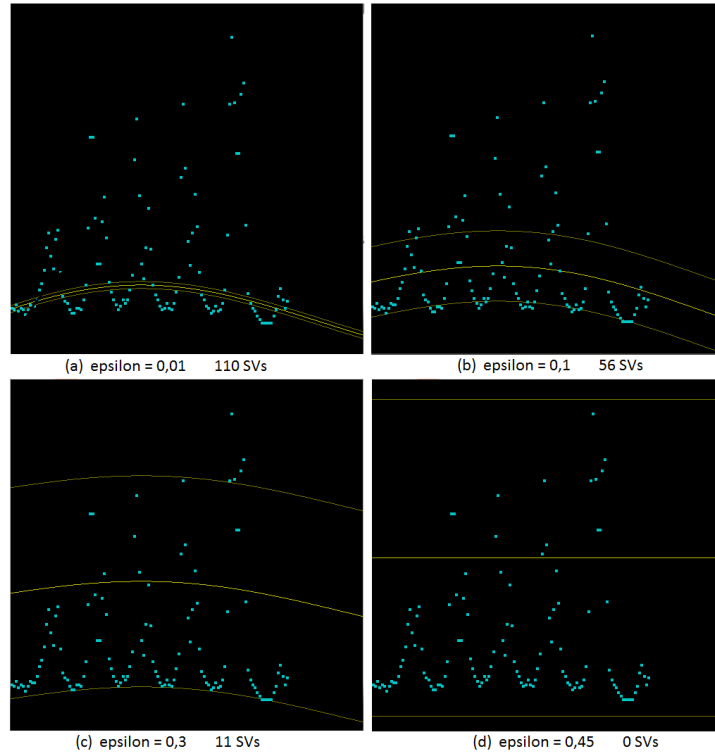 (a) epsilon = 0,01 110 SVs
(b) epsilon = 0,1 56 SVs
(c) epsilon = 0,3 11 SVs
(d) epsilon = 0,45 0 SVs